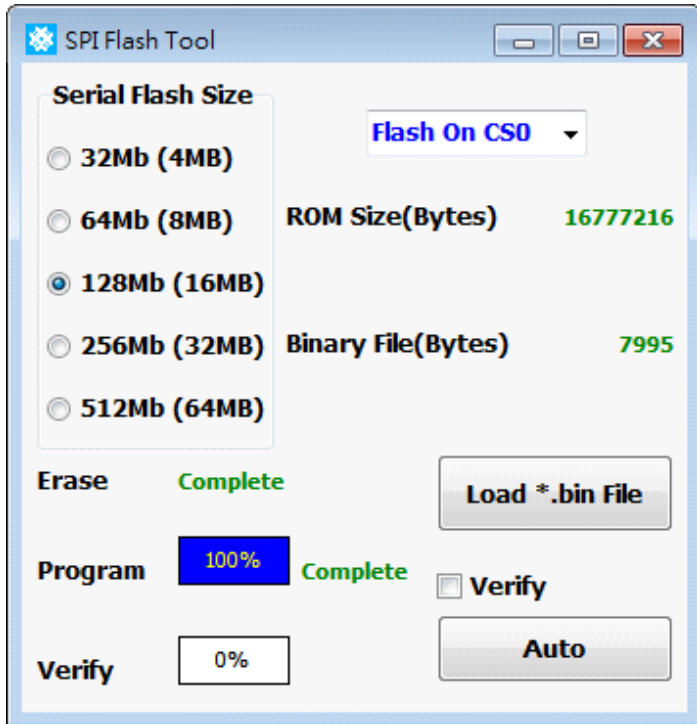 SPI Flash Tool
Serial Flash Size
Flash On CS0
32Mb (4MB)
64Mb (8MB)
ROM Size(Bytes) 16777216
128Mb (16MB)
256Mb (32MB)
Binary File(Bytes) 7995
512Mb (64MB)
Erase Complete
Load *.bin File
Program 100% Complete
Verify
Auto
Verify 0%